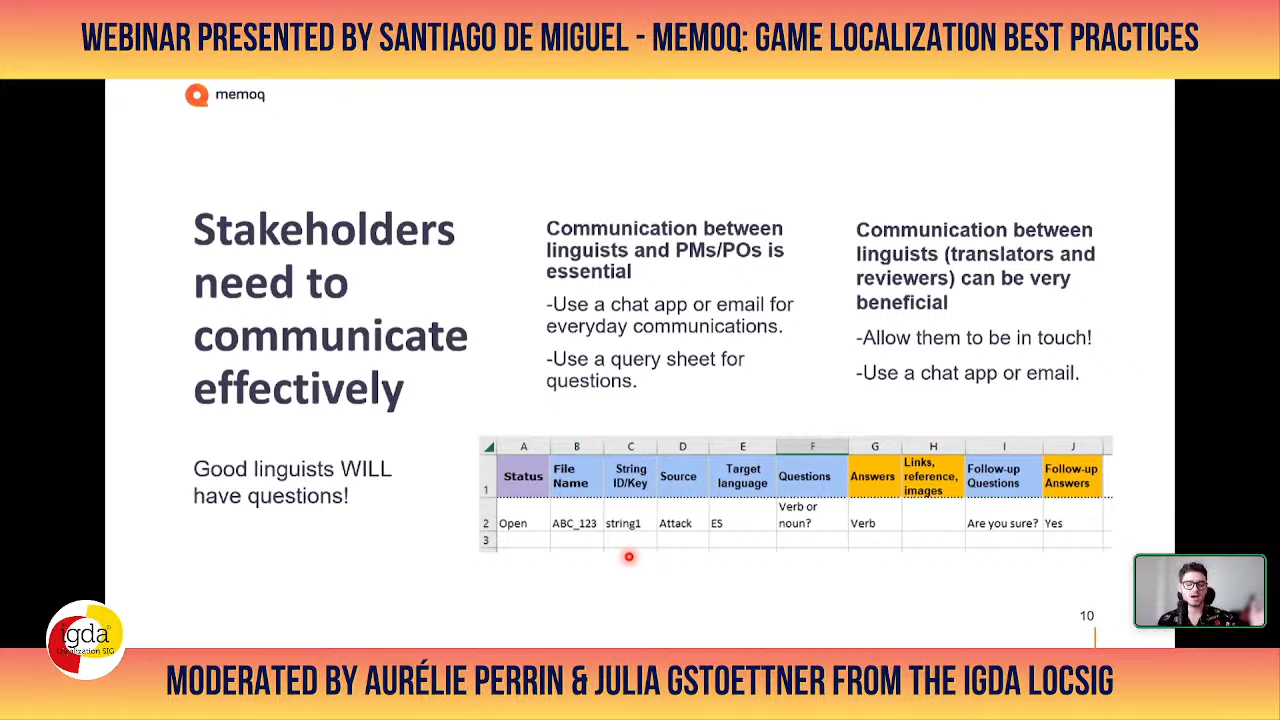 WEBINAR PRESENTED BY SANTIAGO DE MIGUEL - MEMOQ: GAME LOCALIZATION BEST PRACTICES
memoq
Stakeholders
need to
communicate
effectively
Good linguists WILL
have questions!
Communication between
linguists and PMs/POs is
essential
-Use a chat app or email for
everyday communications.
-Use a query sheet for
questions.
Communication between
linguists (translators and
reviewers) can be very
beneficial
-Allow them to be in touch!
-Use a chat app or email.
A B C D E F G H I J
1 Status File Name String ID/Key Source Target language Questions Answers Links, reference, images Follow-up Questions Follow-up Answers
2 Open ABC_123 string1 Attack ES Verb or noun? Verb Are you sure? Yes
3
10
igda
Localization SIG
MODERATED BY AURÉLIE PERRIN & JULIA GSTOETTNER FROM THE IGDA LOCSIG